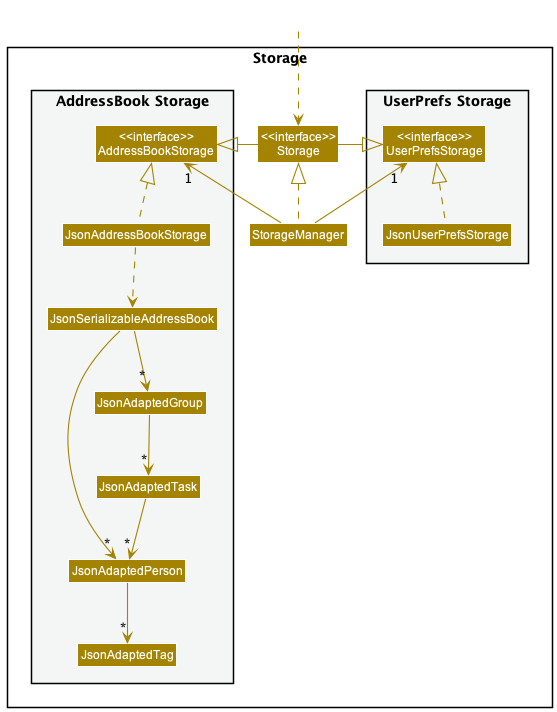 Storage
AddressBook Storage
UserPrefs Storage
<<interface>>
AddressBookStorage
<<interface>>
Storage
<<interface>>
UserPrefsStorage
1
1
JsonAddressBookStorage
StorageManager
JsonUserPrefsStorage
JsonSerializableAddressBook
*
JsonAdaptedGroup
*
JsonAdaptedTask
*
*
JsonAdaptedPerson
*
JsonAdaptedTag